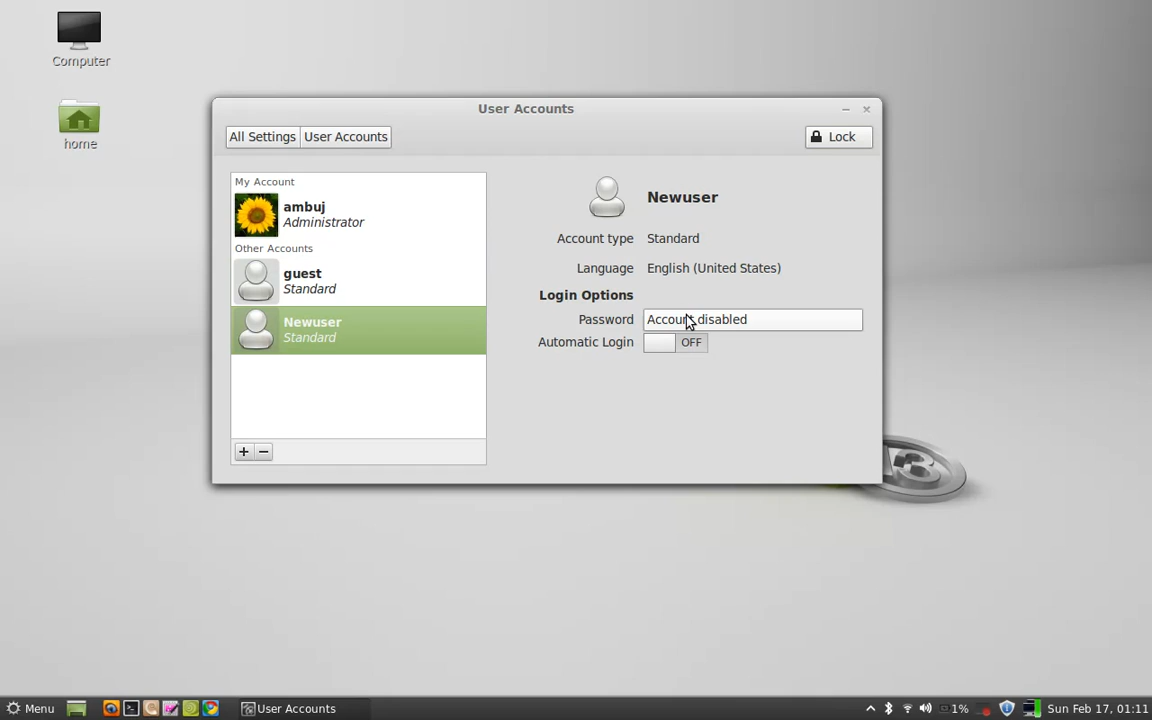 Computer
home
User Accounts
All Settings
User Accounts
Lock
My Account
ambuj
Administrator
Other Accounts
guest
Standard
Newuser
Standard
Newuser
Account type Standard
Language English (United States)
Login Options
Password Account disabled
Automatic Login OFF
13
Menu
User Accounts
1%
Sun Feb 17, 01:11